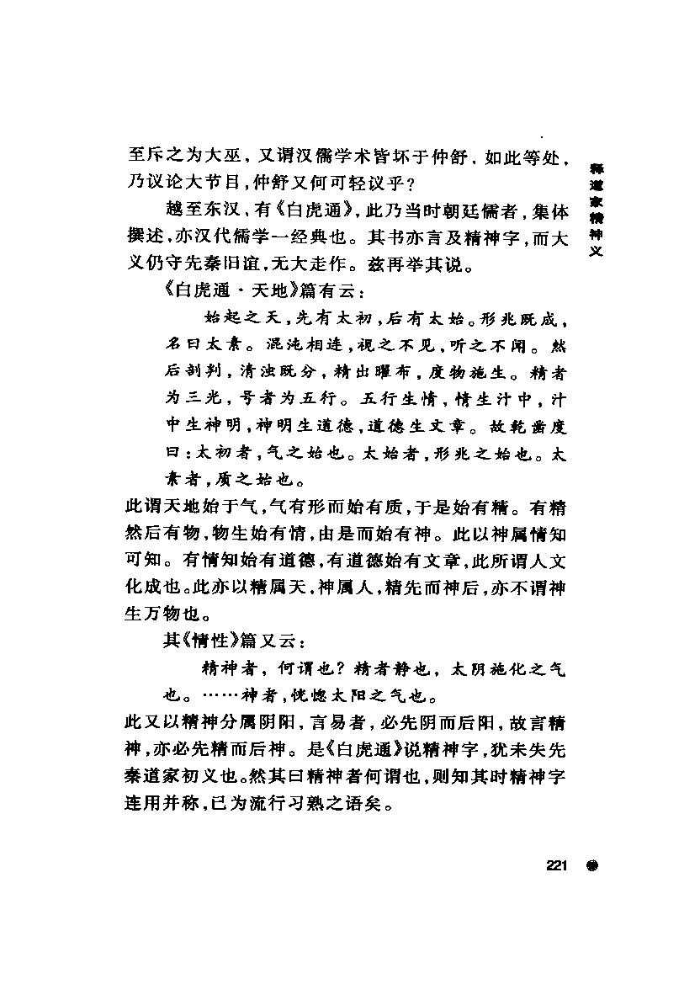 至斥之为大巫，又谓汉儒学术皆坏于仲舒，如此等处，
乃议论大节目，仲舒又何可轻议乎？
越至东汉，有《白虎通》，此乃当时朝廷儒者，集体
撰述，亦汉代儒学一经典也。其书亦言及精神字，而大
义仍守先秦旧谊，无大走作。兹再举其说。
《白虎通·天地》篇有云：
始起之天，先有太初，后有太始。形兆既成，
名曰太素。混沌相连，视之不见，听之不闻。然
后剖判，清浊既分，精出曜布，度物施生。精者
为三光，号者为五行。五行生情，情生汁中，汁
中生神明，神明生道德，道德生文章。故乾凿度
曰：太初者，气之始也。太始者，形兆之始也。太
素者，质之始也。
此谓天地始于气，气有形而始有质，于是始有精。有精
然后有物，物生始有情，由是而始有神。此以神属情知
可知。有情知始有道德，有道德始有文章，此所谓人文
化成也。此亦以精属天，神属人，精先而神后，亦不谓神
生万物也。
其《情性》篇又云：
精神者，何谓也？精者静也，太阴施化之气
也。……神者，恍惚太阳之气也。
此又以精神分属阴阳，言易者，必先阴而后阳，故言精
神，亦必先精而后神。是《白虎通》说精神字，犹未失先
秦道家初义也。然其曰精神者何谓也，则知其时精神字
连用并称，已为流行习熟之语矣。
释道家精神义
221